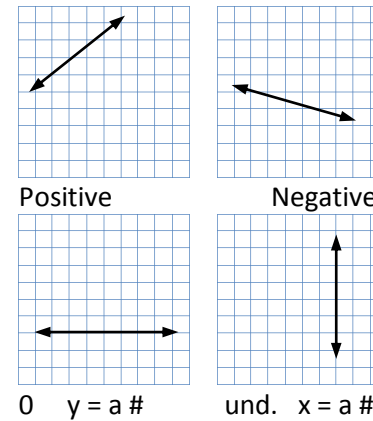 Positive Negative
0 y = a # und. x = a #